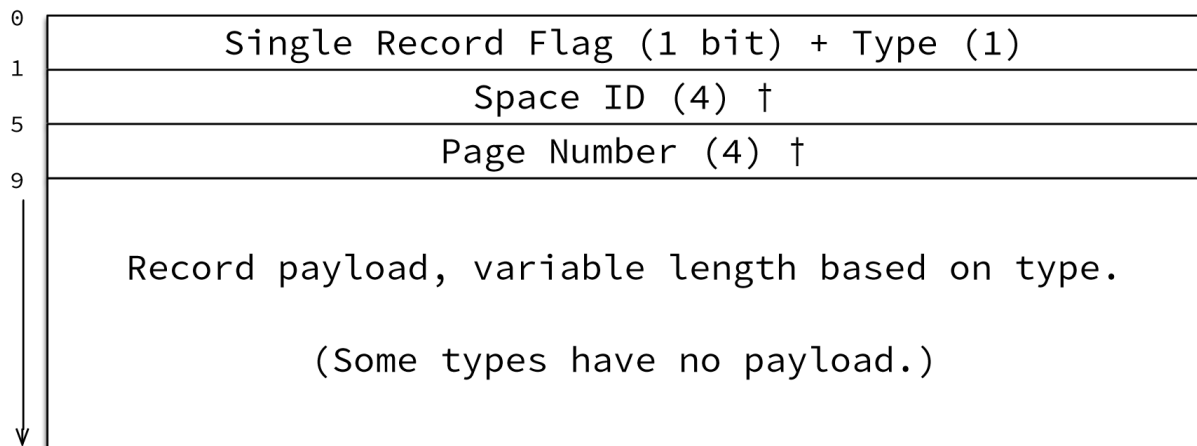 0
Single Record Flag (1 bit) + Type (1)
1
Space ID (4) †
5
Page Number (4) †
9
Record payload, variable length based on type.
(Some types have no payload.)